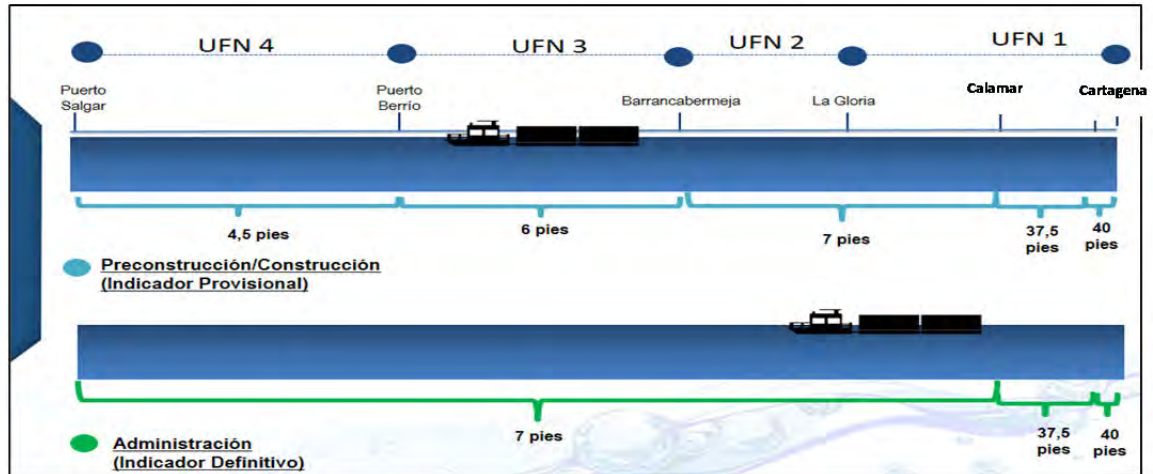 UFN 4
UFN 3
UFN 2
UFN 1
Puerto
Salgar
Puerto
Berrío
Barrancabermeja
La Gloria
Calamar
Cartagena
4,5 pies
6 pies
7 pies
37,5
pies
40
pies
Preconstrucción/Construcción
(Indicador Provisional)
7 pies
37,5
pies
40
pies
Administración
(Indicador Definitivo)